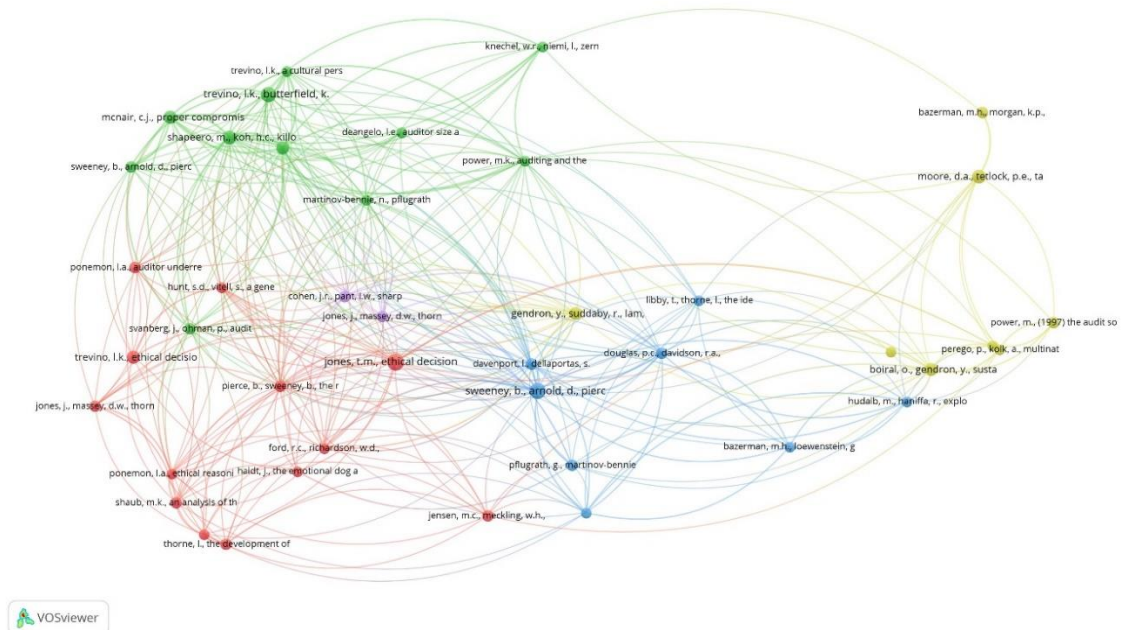 knechel, w.r., niemi, l., zern
trevino, l.k., a cultural pers
trevino, l.k., butterfield, k.
bazerman, m.h., morgan, k.p.,
mcnair, c.j., proper compromis
deangelo, l.e., auditor size a
shapeero, m., koh, h.c., killo
power, m.k., auditing and the
sweeney, b., arnold, d., pierc
moore, d.a., tetlock, p.e., ta
martinov-bennie, n., pflugrath
ponemon, l.a., auditor underre
hunt, s.d., vitell, s., a gene
cohen, j.r., pant, l.w., sharp
libby, t., thorne, l., the ide
jones, j., massey, d.w., thorn
gendron, y., suddaby, r., lam,
power, m., (1997) the audit so
svanberg, j., ohman, p., audit
perego, p., kolk, a., multinat
trevino, l.k., ethical decisio
jones, t.m., ethical decision
davenport, l., dellaportas, s.
douglas, p.c., davidson, r.a.,
boiral, o., gendron, y., susta
pierce, b., sweeney, b., the r
sweeney, b., arnold, d., pierc
jones, j., massey, d.w., thorn
hudaib, m., haniffa, r., explo
ford, r.c., richardson, w.d.,
bazerman, m.h., loewenstein, g
ponemon, l.a., ethical reasoni
haidt, j., the emotional dog a
pflugrath, g., martinov-bennie
shaub, m.k., an analysis of th
jensen, m.c., meckling, w.h.,
thorne, l., the development of
VOSviewer